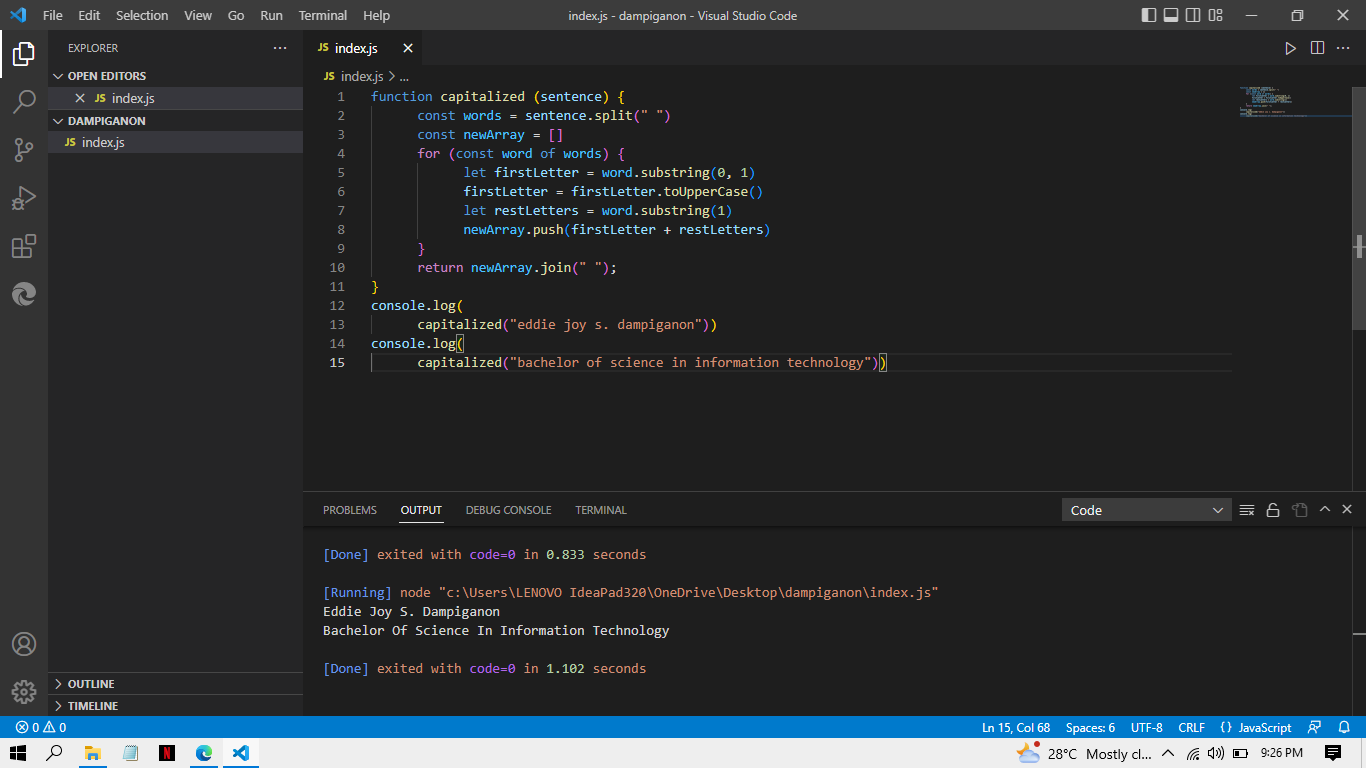 File Edit Selection View Go Run Terminal Help index.js - dampiganon - Visual Studio Code
EXPLORER
OPEN EDITORS
JS index.js
DAMPIGANON
JS index.js
OUTLINE
TIMELINE
JS index.js
JS index.js > ...
1 function capitalized (sentence) {
2 const words = sentence.split(" ")
3 const newArray = []
4 for (const word of words) {
5 let firstLetter = word.substring(0, 1)
6 firstLetter = firstLetter.toUpperCase()
7 let restLetters = word.substring(1)
8 newArray.push(firstLetter + restLetters)
9 }
10 return newArray.join(" ");
11 }
12 console.log(
13 capitalized("eddie joy s. dampiganon"))
14 console.log(
15 capitalized("bachelor of science in information technology"))
PROBLEMS OUTPUT DEBUG CONSOLE TERMINAL Code
[Done] exited with code=0 in 0.833 seconds
[Running] node "c:\Users\LENOVO IdeaPad320\OneDrive\Desktop\dampiganon\index.js"
Eddie Joy S. Dampiganon
Bachelor Of Science In Information Technology
[Done] exited with code=0 in 1.102 seconds
0 0 Ln 15, Col 68 Spaces: 6 UTF-8 CRLF {} JavaScript
N 28°C Mostly cl... 9:26 PM